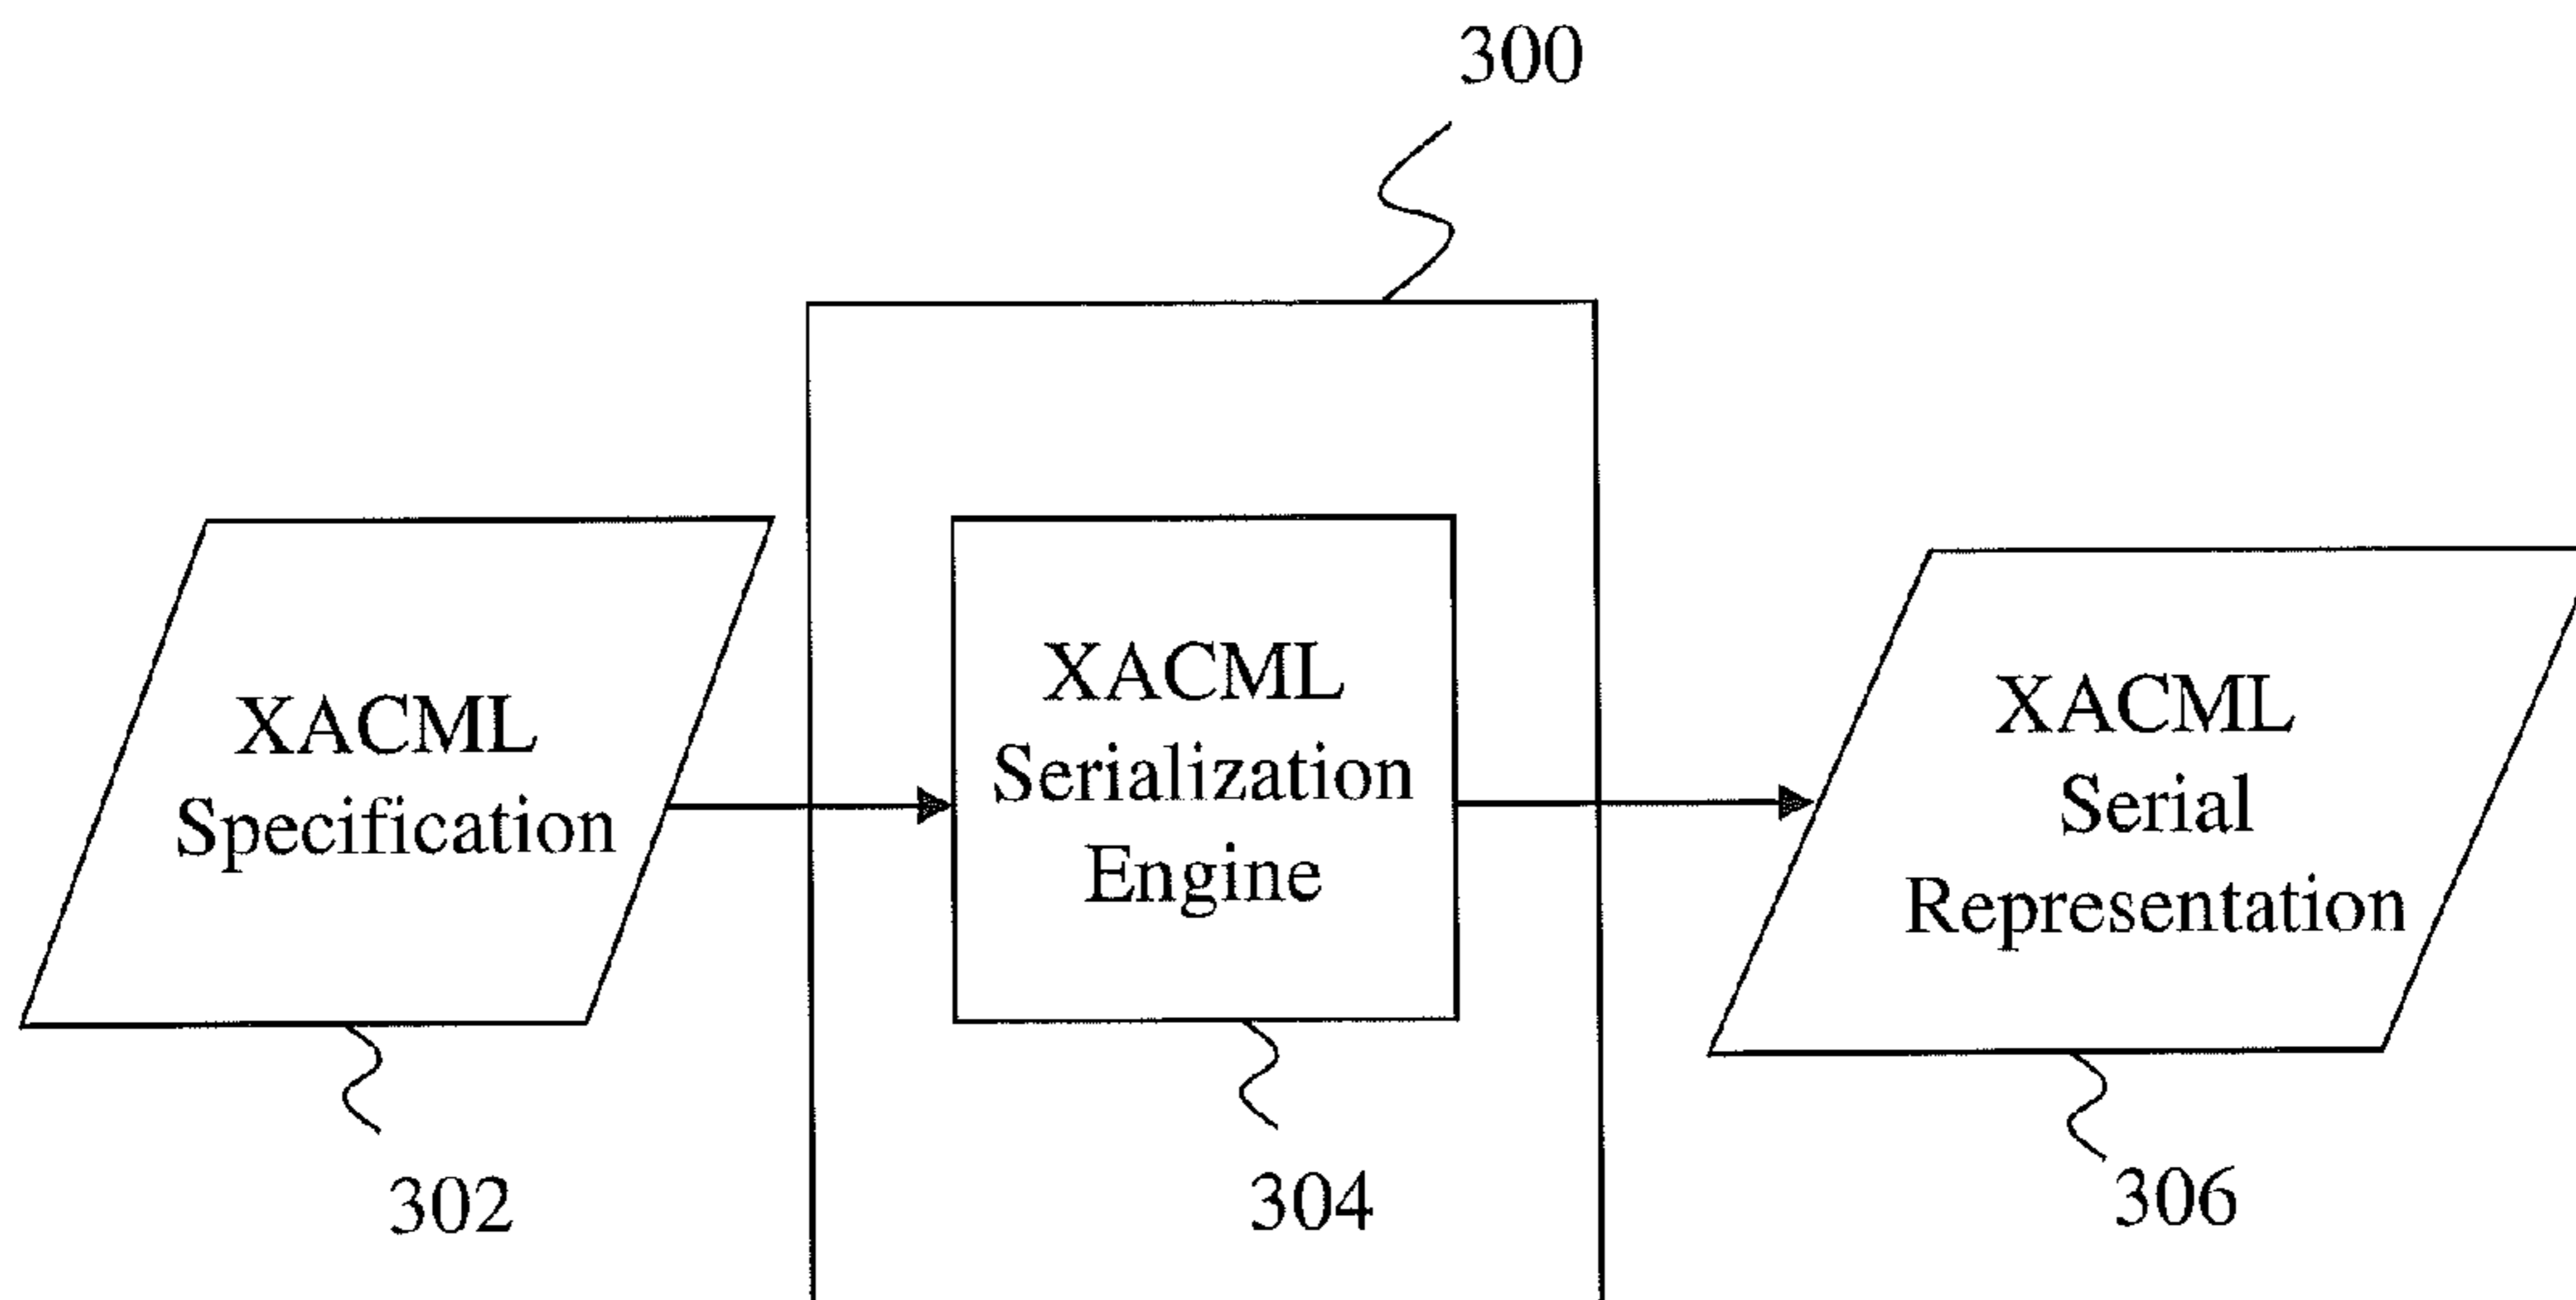 300
XACML
Specification
XACML
Serialization
Engine
XACML
Serial
Representation
302
304
306